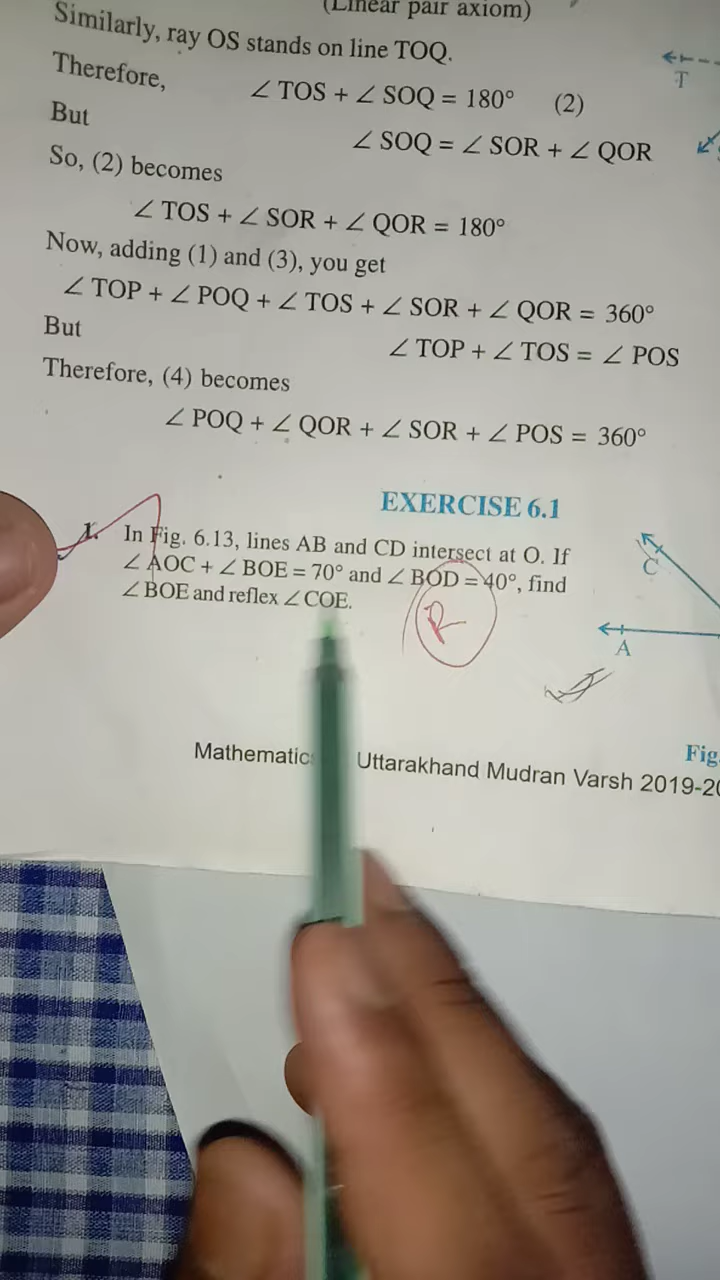 (Linear pair axiom)
Similarly, ray OS stands on line TOQ.
Therefore, ∠ TOS + ∠ SOQ = 180° (2)
But ∠ SOQ = ∠ SOR + ∠ QOR
So, (2) becomes
∠ TOS + ∠ SOR + ∠ QOR = 180°
Now, adding (1) and (3), you get
∠ TOP + ∠ POQ + ∠ TOS + ∠ SOR + ∠ QOR = 360°
But ∠ TOP + ∠ TOS = ∠ POS
Therefore, (4) becomes
∠ POQ + ∠ QOR + ∠ SOR + ∠ POS = 360°
T
EXERCISE 6.1
1. In Fig. 6.13, lines AB and CD intersect at O. If
∠ AOC + ∠ BOE = 70° and ∠ BOD = 40°, find
∠ BOE and reflex ∠ COE.
R
C
A
Fig.
Mathematic Uttarakhand Mudran Varsh 2019-20